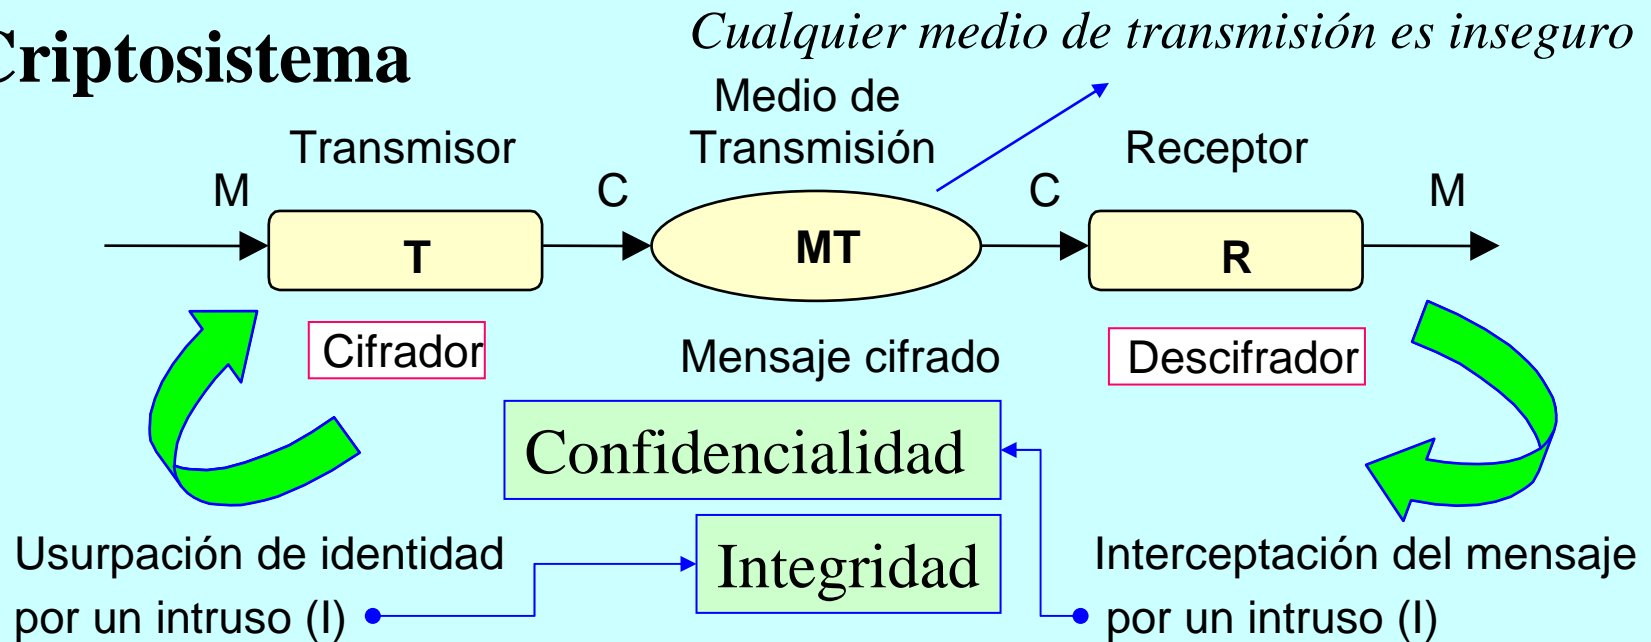 Criptosistema
Cualquier medio de transmisión es inseguro
Medio de
Transmisión
Transmisor
Receptor
M
C
C
M
T
MT
R
Cifrador
Mensaje cifrado
Descifrador
Confidencialidad
Integridad
Usurpación de identidad
por un intruso (I)
Interceptación del mensaje
por un intruso (I)